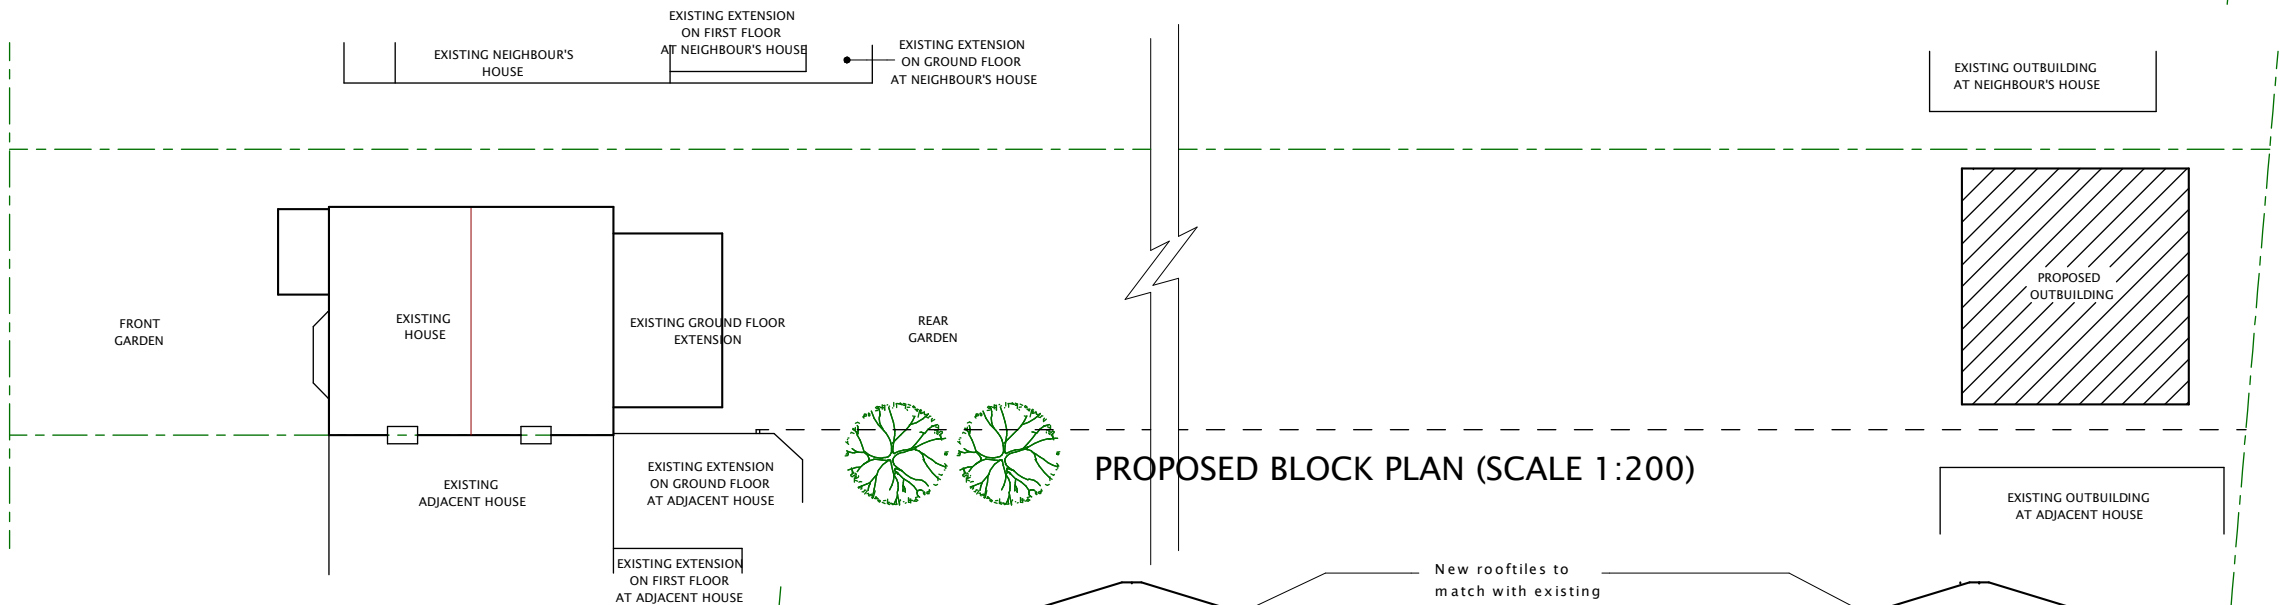 EXISTING EXTENSION
ON FIRST FLOOR
AT NEIGHBOUR'S HOUSE
EXISTING NEIGHBOUR'S
HOUSE
EXISTING EXTENSION
ON GROUND FLOOR
AT NEIGHBOUR'S HOUSE
EXISTING OUTBUILDING
AT NEIGHBOUR'S HOUSE
FRONT
GARDEN
EXISTING
HOUSE
EXISTING GROUND FLOOR
EXTENSION
REAR
GARDEN
PROPOSED
OUTBUILDING
EXISTING
ADJACENT HOUSE
EXISTING EXTENSION
ON GROUND FLOOR
AT ADJACENT HOUSE
PROPOSED BLOCK PLAN (SCALE 1:200)
EXISTING OUTBUILDING
AT ADJACENT HOUSE
EXISTING EXTENSION
ON FIRST FLOOR
AT ADJACENT HOUSE
New rooftiles to
match with existing